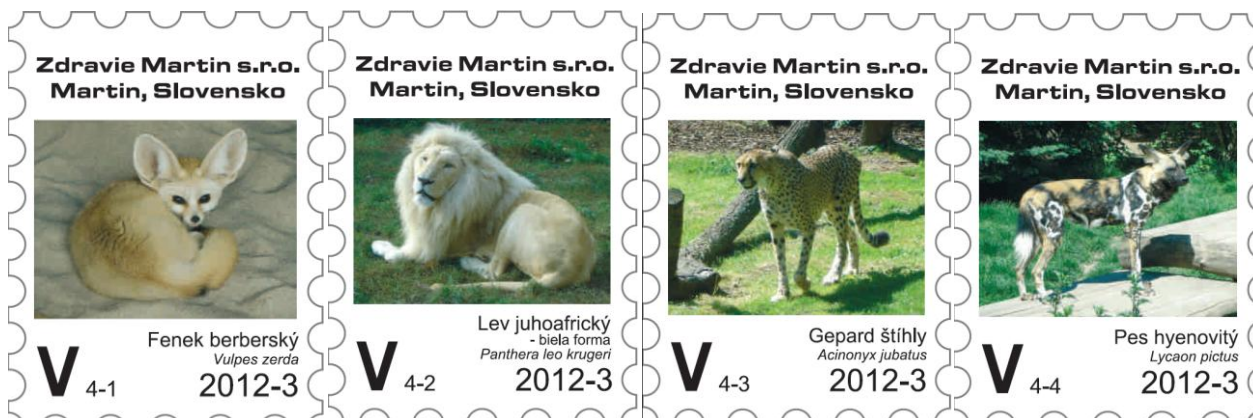 Zdravie Martin s.r.o.
Martin, Slovensko
Fenek berberský
Vulpes zerda
V 4-1 2012-3
Zdravie Martin s.r.o.
Martin, Slovensko
Lev juhoafrický
- biela forma
Panthera leo krugeri
V 4-2 2012-3
Zdravie Martin s.r.o.
Martin, Slovensko
Gepard štíhly
Acinonyx jubatus
V 4-3 2012-3
Zdravie Martin s.r.o.
Martin, Slovensko
Pes hyenovitý
Lycaon pictus
V 4-4 2012-3